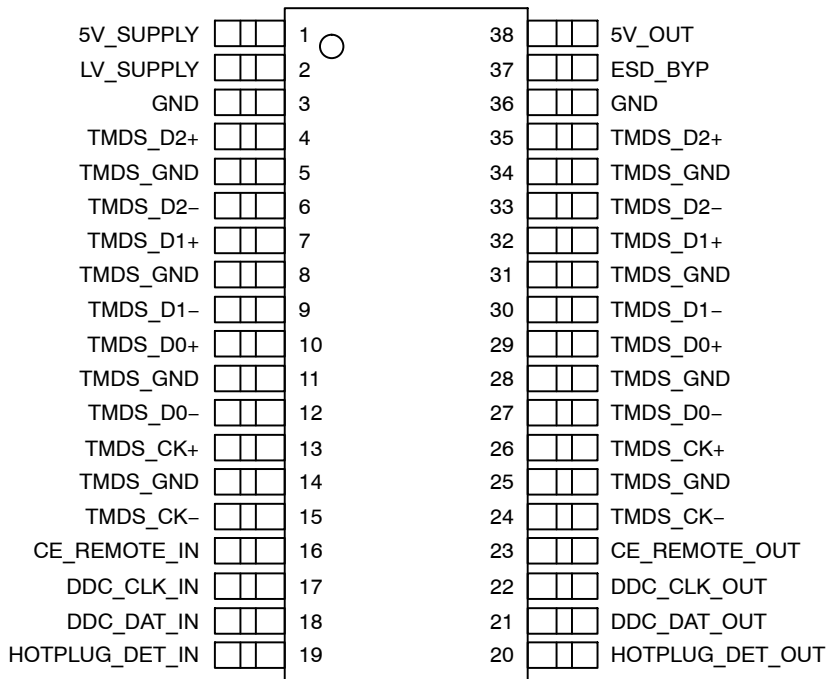 5V_SUPPLY 1 38 5V_OUT
LV_SUPPLY 2 37 ESD_BYP
GND 3 36 GND
TMDS_D2+ 4 35 TMDS_D2+
TMDS_GND 5 34 TMDS_GND
TMDS_D2− 6 33 TMDS_D2−
TMDS_D1+ 7 32 TMDS_D1+
TMDS_GND 8 31 TMDS_GND
TMDS_D1− 9 30 TMDS_D1−
TMDS_D0+ 10 29 TMDS_D0+
TMDS_GND 11 28 TMDS_GND
TMDS_D0− 12 27 TMDS_D0−
TMDS_CK+ 13 26 TMDS_CK+
TMDS_GND 14 25 TMDS_GND
TMDS_CK− 15 24 TMDS_CK−
CE_REMOTE_IN 16 23 CE_REMOTE_OUT
DDC_CLK_IN 17 22 DDC_CLK_OUT
DDC_DAT_IN 18 21 DDC_DAT_OUT
HOTPLUG_DET_IN 19 20 HOTPLUG_DET_OUT